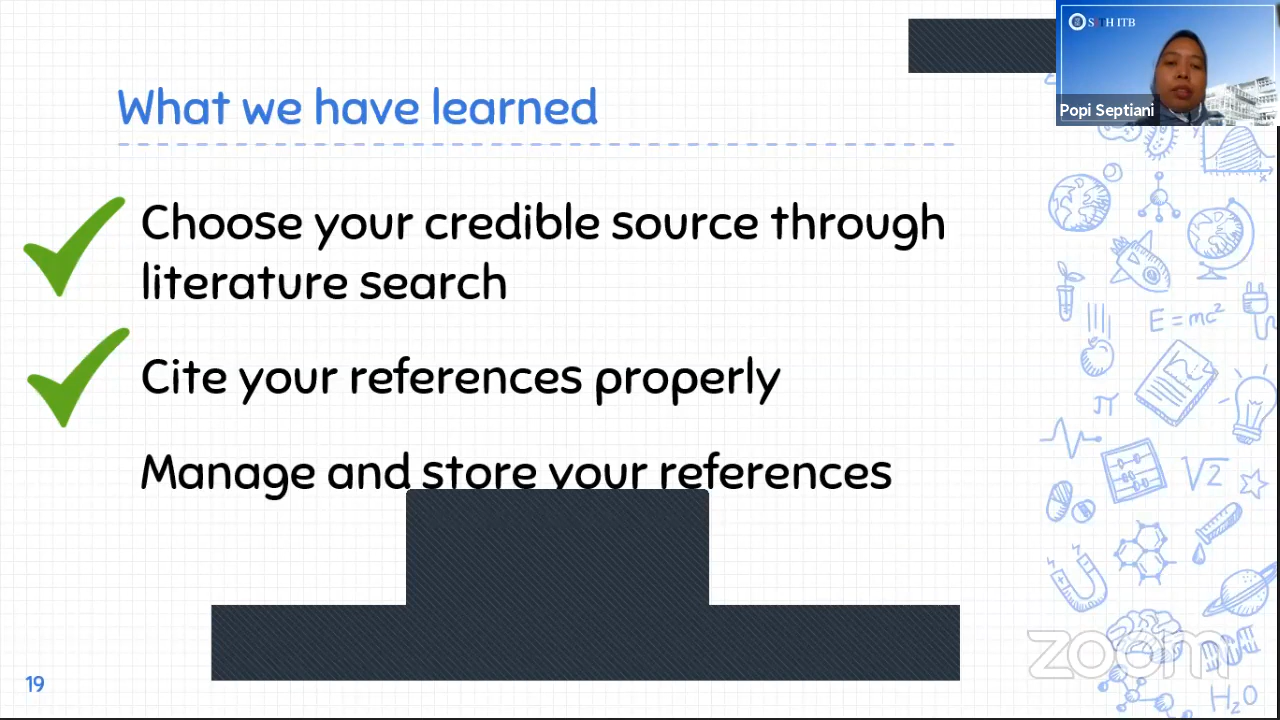 SITH ITB
Popi Septiani
What we have learned
Choose your credible source through
literature search
Cite your references properly
Manage and store your references
E = mc²
π
√2
H₂O
zoom
19